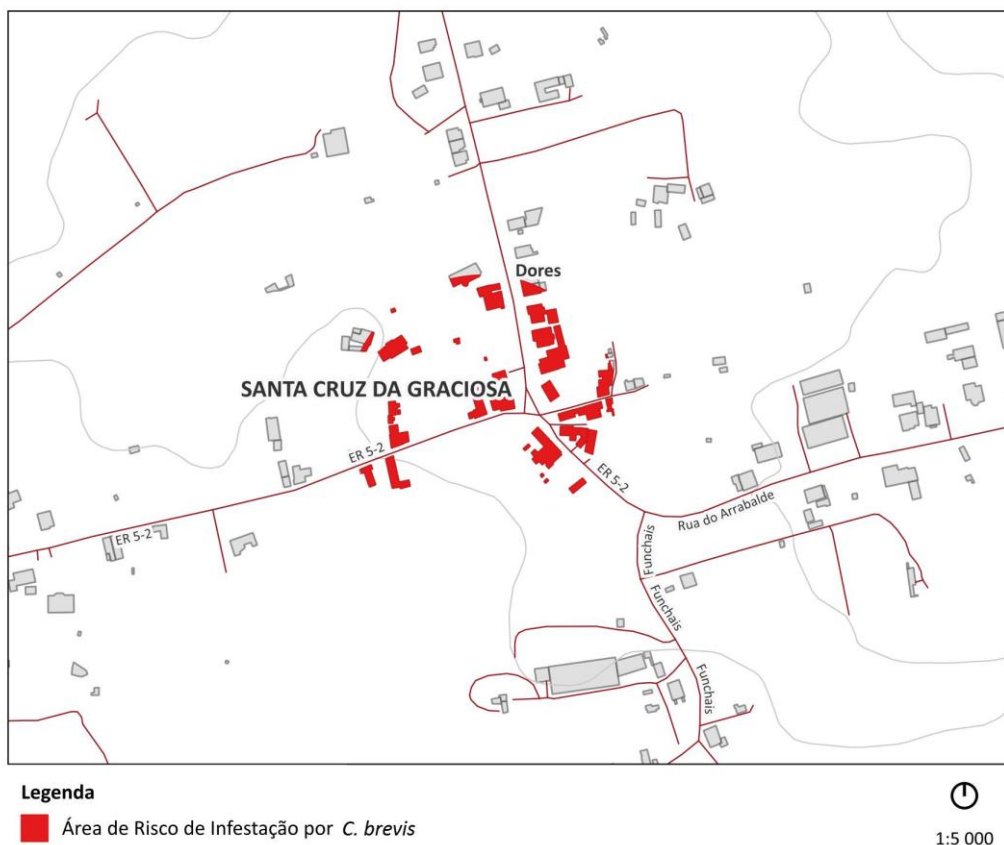 Dores
SANTA CRUZ DA GRACIOSA
ER 5-2
ER 5-2
ER 5-2
Rua do Arrabalde
Funchais
Funchais
Funchais
Legenda
Área de Risco de Infestação por C. brevis
1:5 000